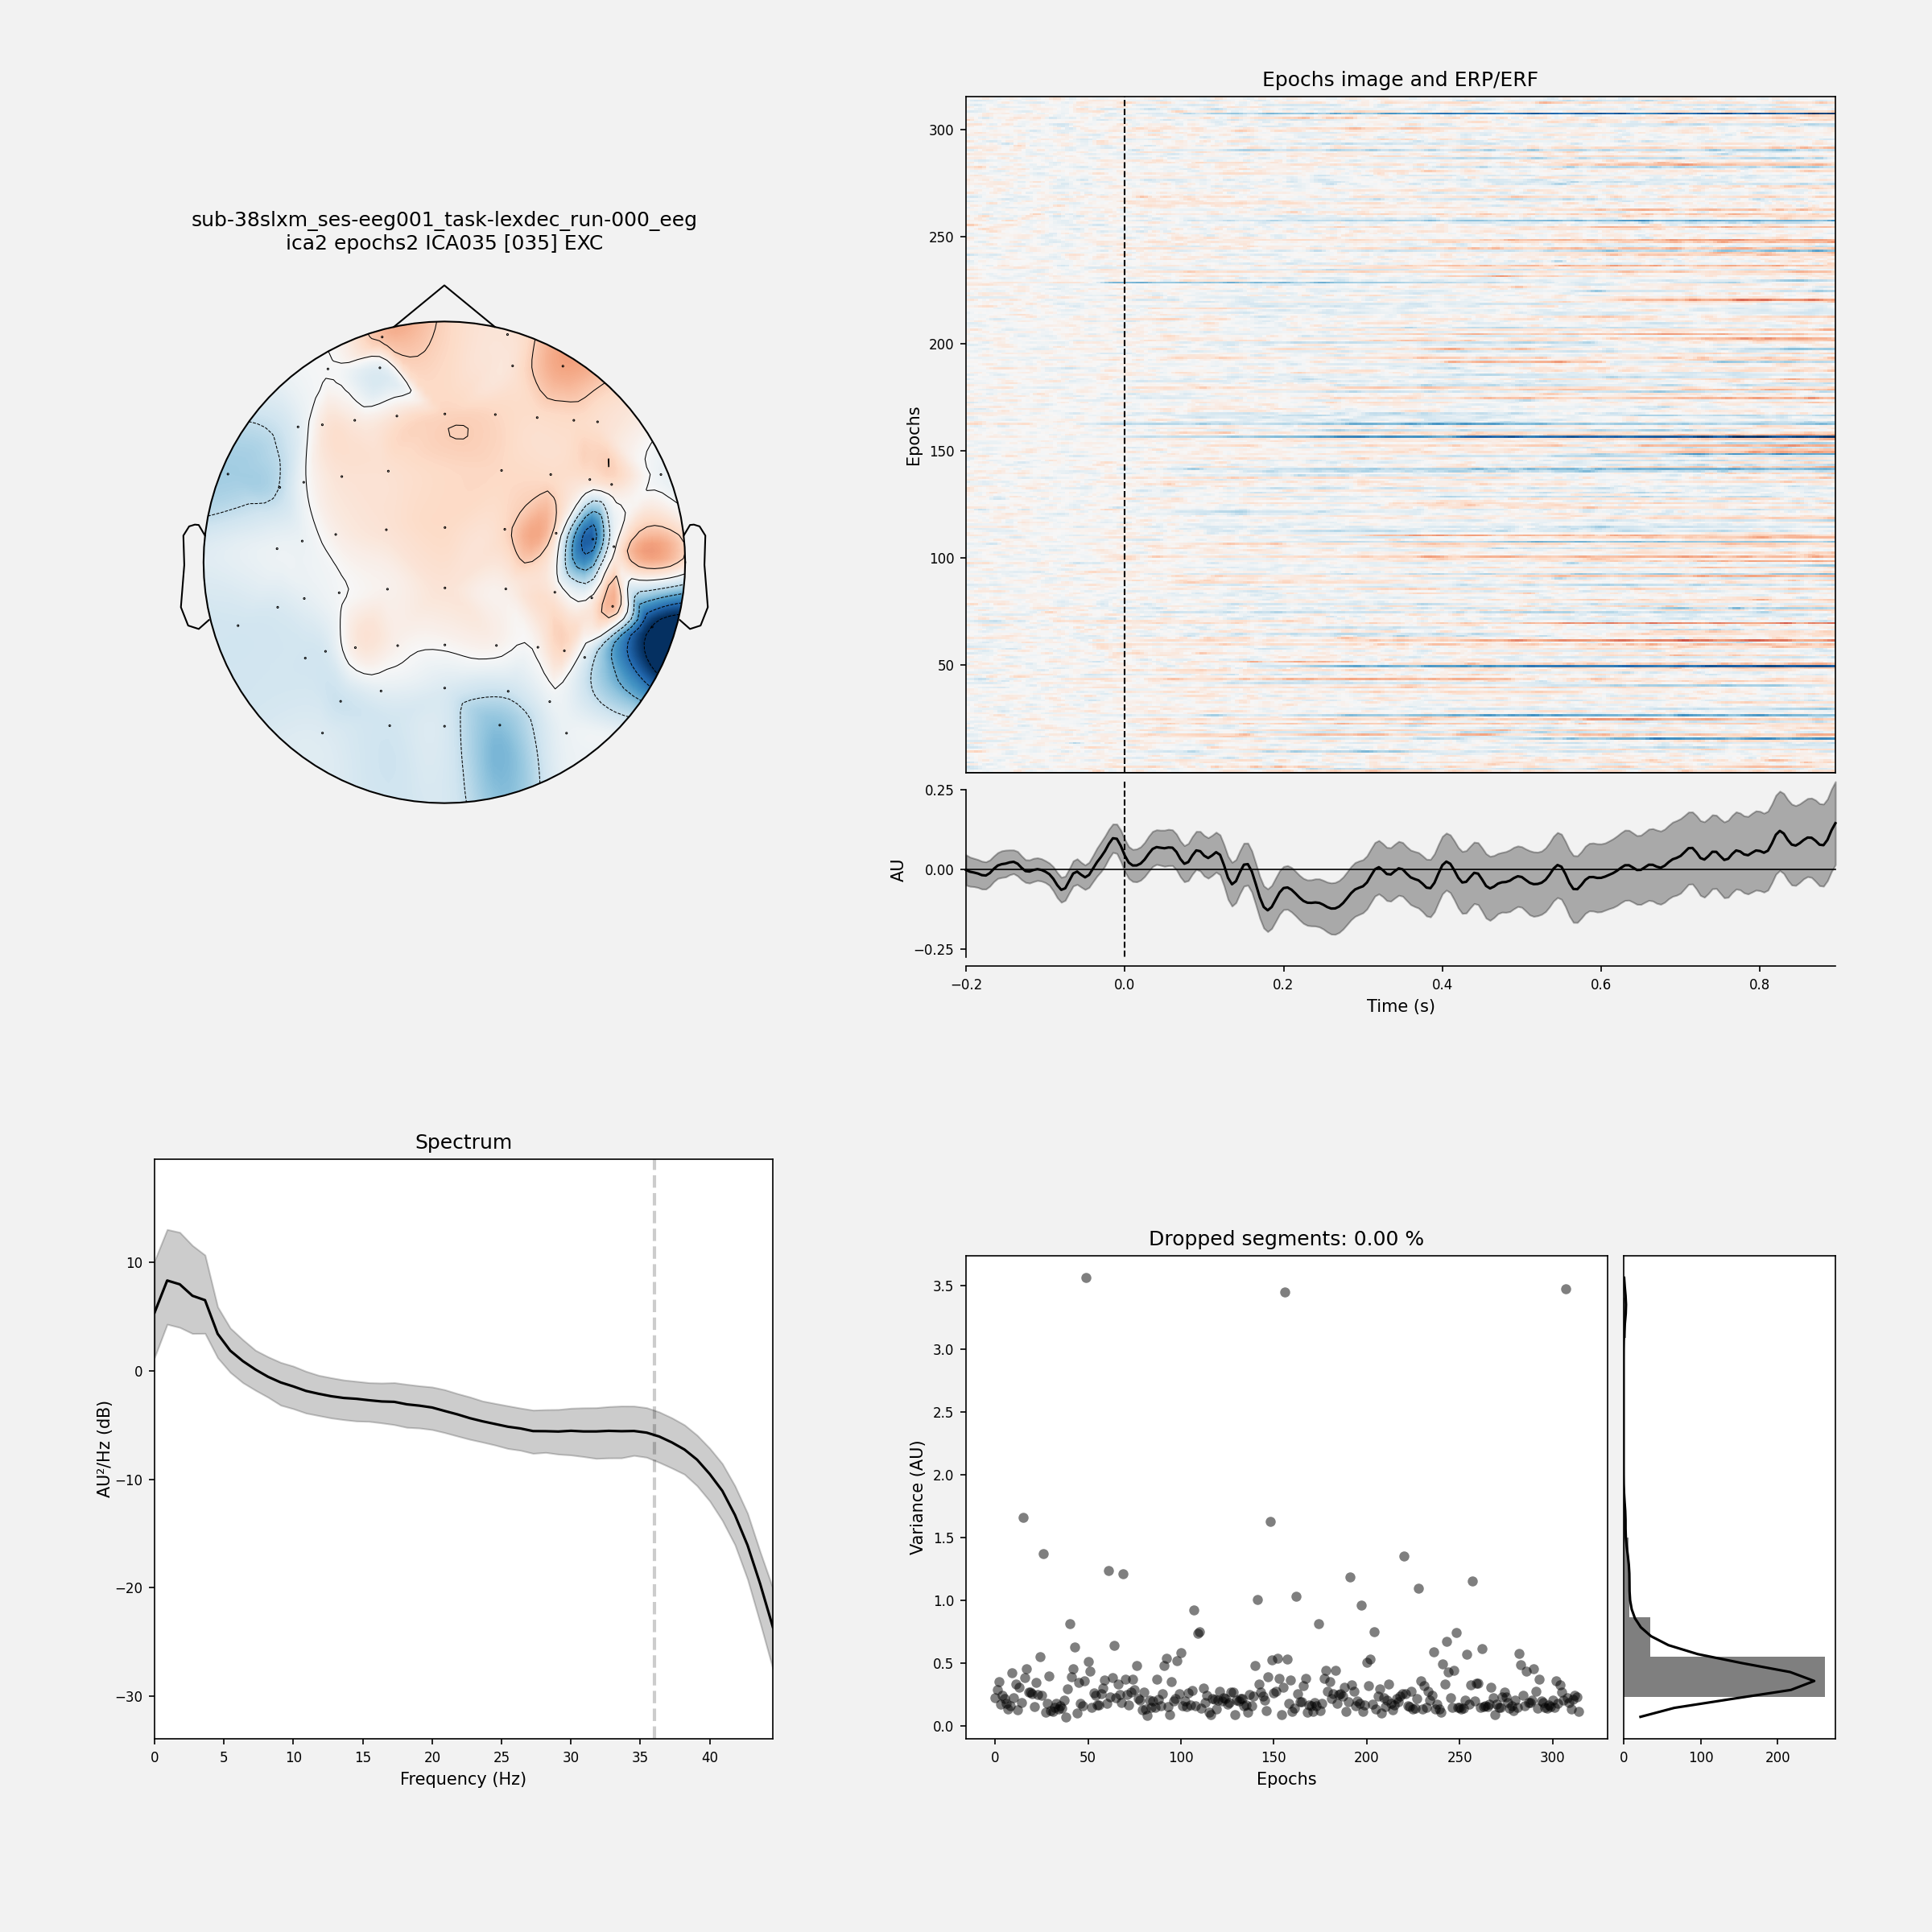 sub-38slxm_ses-eeg001_task-lexdec_run-000_eeg
ica2 epochs2 ICA035 [035] EXC
Epochs image and ERP/ERF
300
250
200
150
100
50
Epochs
0.25
0.00
−0.25
AU
−0.2 0.0 0.2 0.4 0.6 0.8
Time (s)
Spectrum
10
0
−10
−20
−30
AU²/Hz (dB)
0 5 10 15 20 25 30 35 40
Frequency (Hz)
Dropped segments: 0.00 %
3.5
3.0
2.5
2.0
1.5
1.0
0.5
0.0
Variance (AU)
0 50 100 150 200 250 300
Epochs
0 100 200